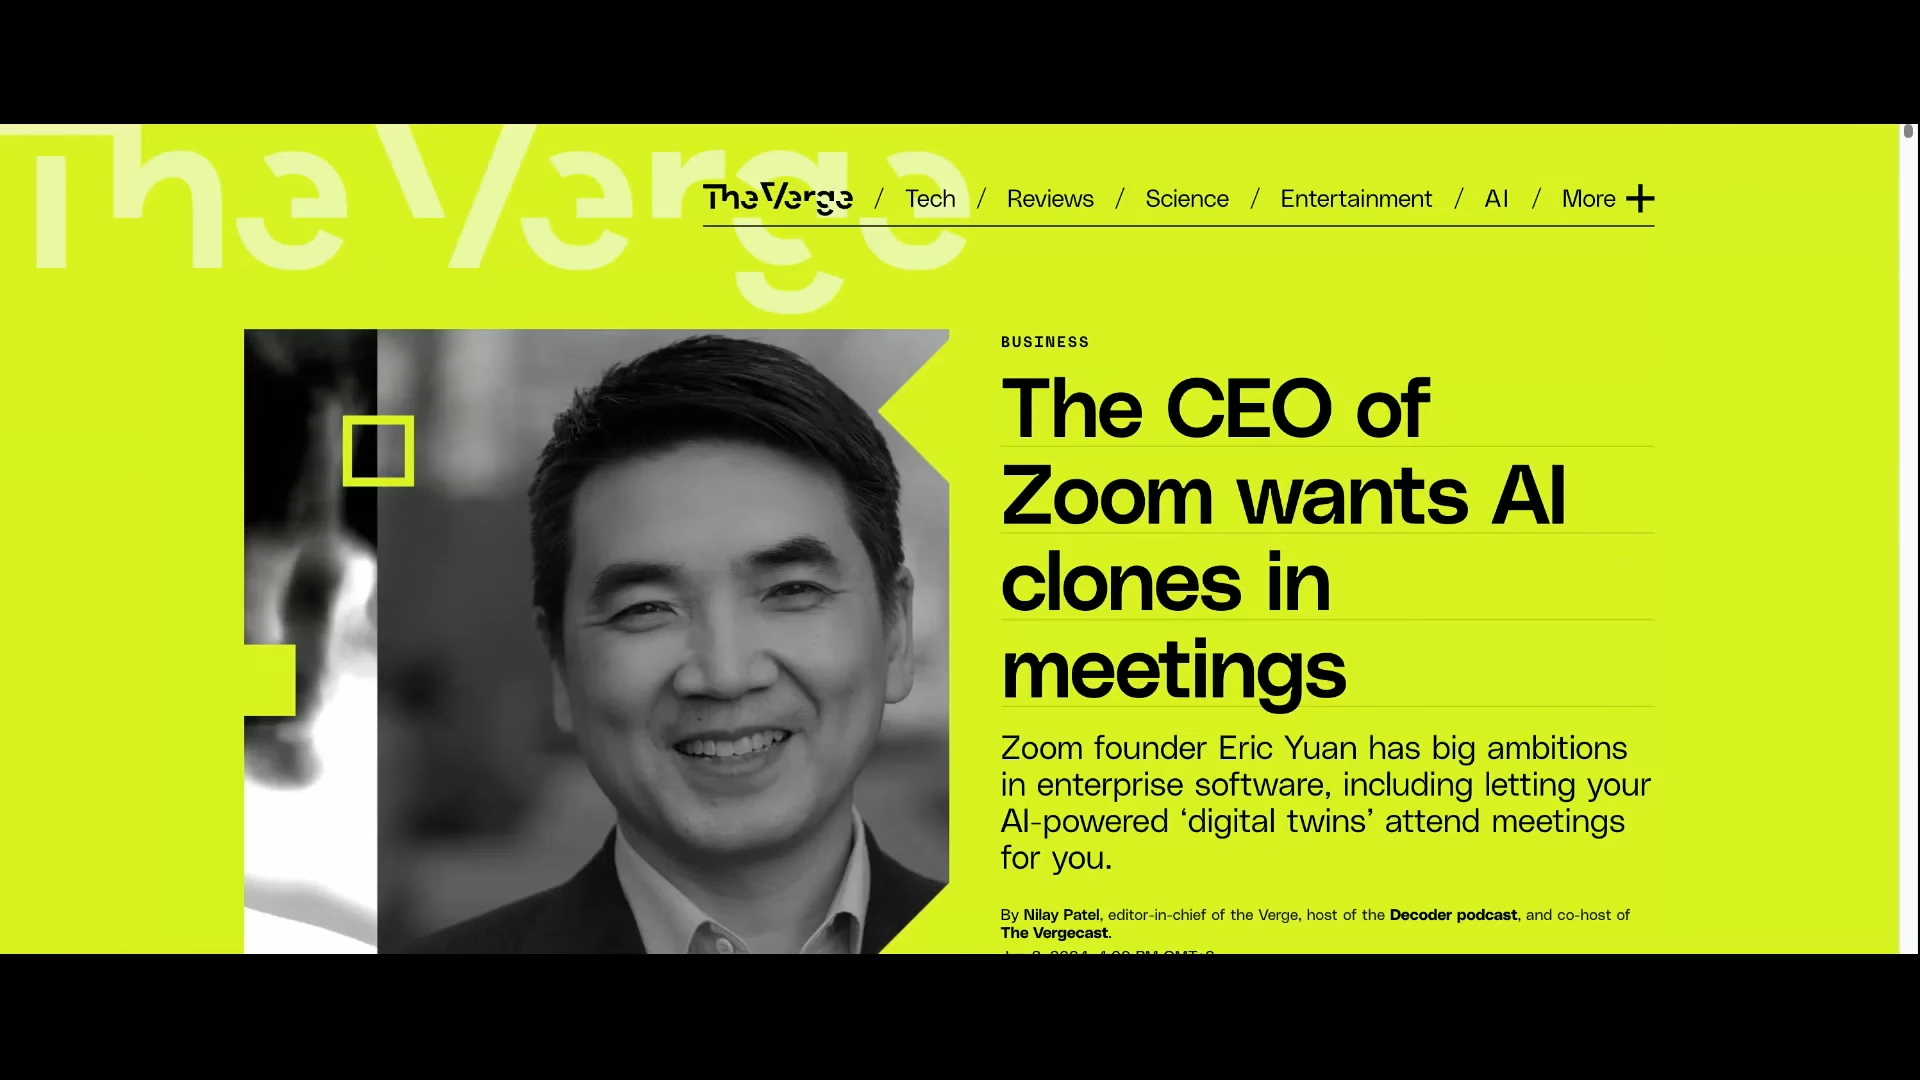 The Verge
The Verge / Tech / Reviews / Science / Entertainment / AI / More +
BUSINESS
The CEO of
Zoom wants AI
clones in
meetings
Zoom founder Eric Yuan has big ambitions
in enterprise software, including letting your
AI-powered ‘digital twins’ attend meetings
for you.
By Nilay Patel, editor-in-chief of the Verge, host of the Decoder podcast, and co-host of
The Vergecast.